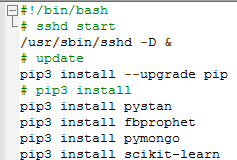 #!/bin/bash
# sshd start
/usr/sbin/sshd -D &
# update
pip3 install --upgrade pip
# pip3 install
pip3 install pystan
pip3 install fbprophet
pip3 install pymongo
pip3 install scikit-learn